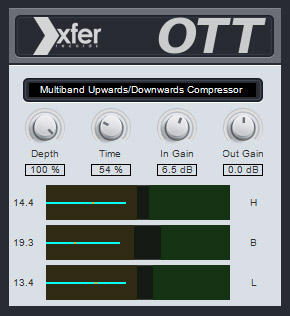 xfer
records
OTT
Multiband Upwards/Downwards Compressor
Depth Time In Gain Out Gain
100 % 54 % 6.5 dB 0.0 dB
14.4 H
19.3 B
13.4 L